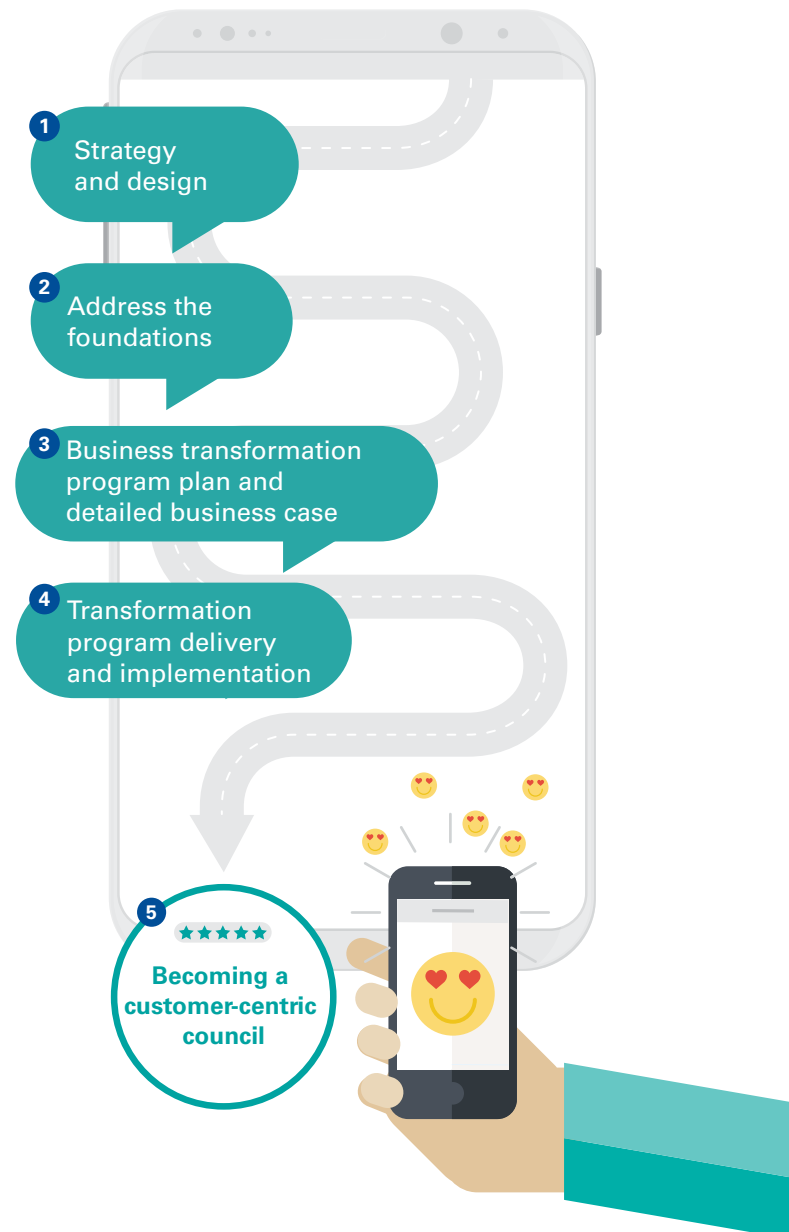 1
Strategy
and design
2
Address the
foundations
3
Business transformation
program plan and
detailed business case
4
Transformation
program delivery
and implementation
5
Becoming a
customer-centric
council